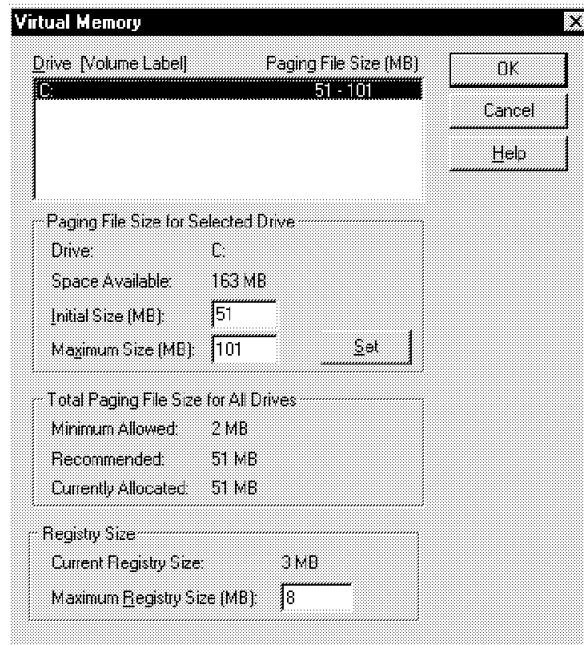 Virtual Memory
Drive [Volume Label] Paging File Size (MB)
C: 51 - 101
OK
Cancel
Help
Paging File Size for Selected Drive
Drive: C:
Space Available: 163 MB
Initial Size (MB): 51
Maximum Size (MB): 101
Set
Total Paging File Size for All Drives
Minimum Allowed: 2 MB
Recommended: 51 MB
Currently Allocated: 51 MB
Registry Size
Current Registry Size: 3 MB
Maximum Registry Size (MB): 8